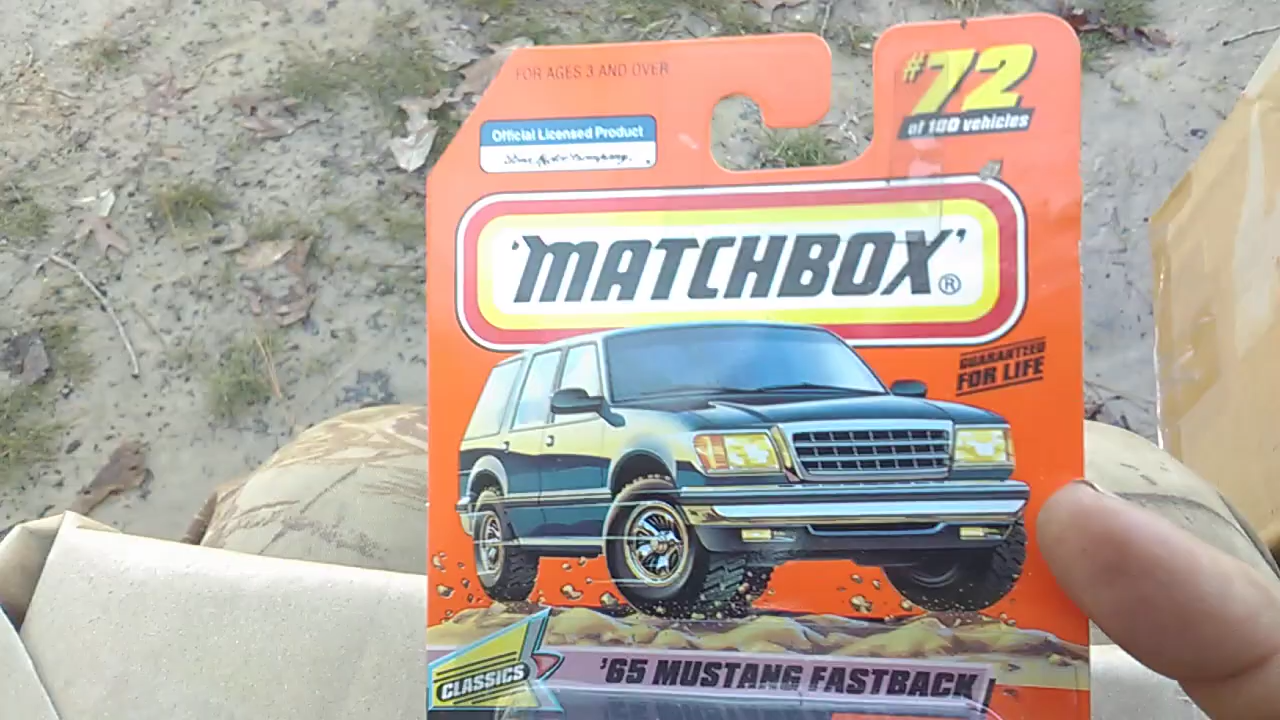 FOR AGES 3 AND OVER
#72
of 100 vehicles
Official Licensed Product
'MATCHBOX'®
GUARANTEED
FOR LIFE
CLASSICS
'65 MUSTANG FASTBACK